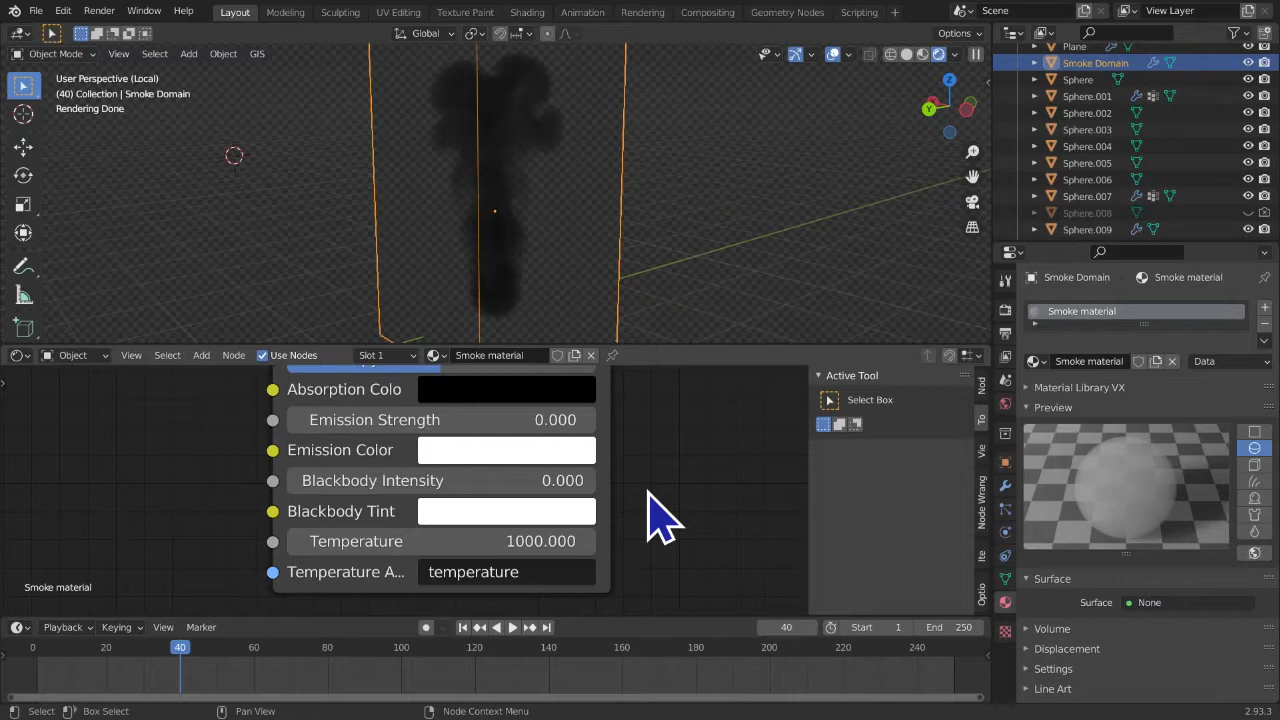 File Edit Render Window Help Layout Modeling Sculpting UV Editing Texture Paint Shading Animation Rendering Compositing Geometry Nodes Scripting + Scene View Layer
Global Options
Object Mode View Select Add Object GIS
User Perspective (Local)
(40) Collection | Smoke Domain
Rendering Done
Z
Y
Plane
Smoke Domain
Sphere
Sphere.001
Sphere.002
Sphere.003
Sphere.004
Sphere.005
Sphere.006
Sphere.007
Sphere.008
Sphere.009
Smoke Domain Smoke material
Smoke material
Smoke material Data
Material Library VX
Preview
Surface
Surface None
Volume
Displacement
Settings
Line Art
Object View Select Add Node Use Nodes Slot 1 Smoke material
Absorption Colo
Emission Strength 0.000
Emission Color
Blackbody Intensity 0.000
Blackbody Tint
Temperature 1000.000
Temperature A... temperature
Smoke material
Active Tool
Select Box
Nod
To
Vie
Node Wrang
Ite
Optio
Playback Keying View Marker 40 Start 1 End 250
0 20 40 60 80 100 120 140 160 180 200 220 240
Select Box Select Pan View Node Context Menu 2.93.3